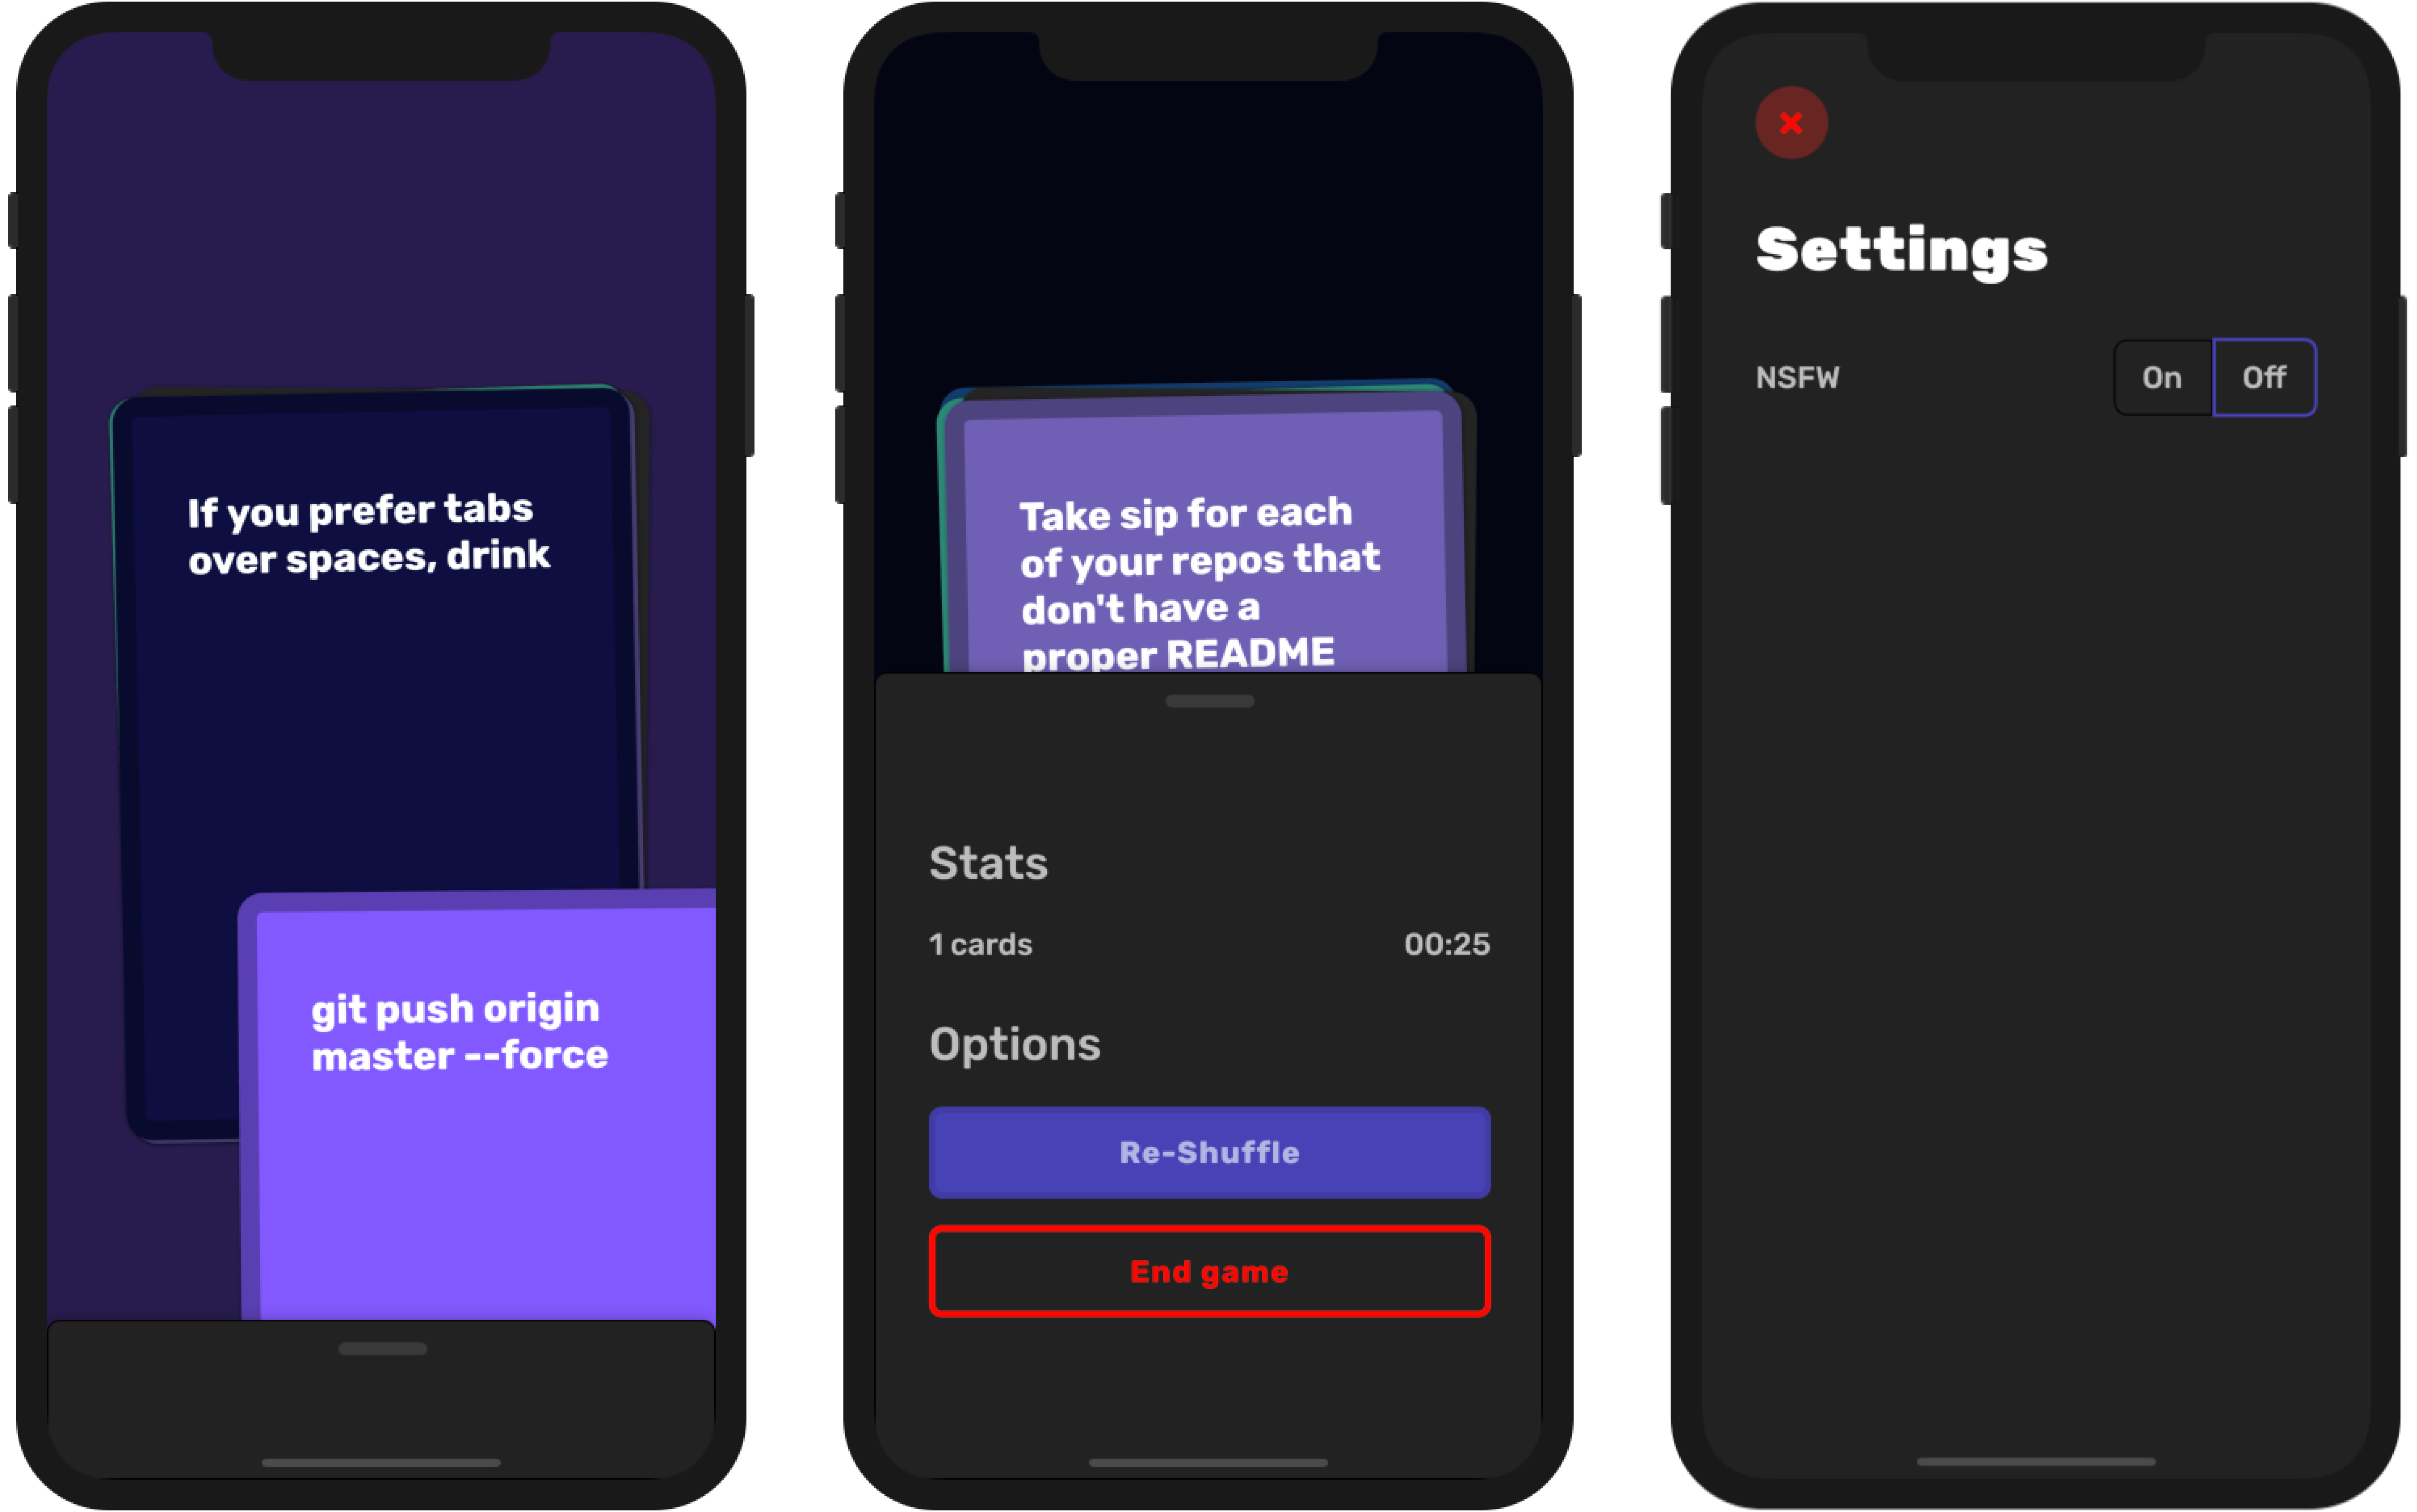 If you prefer tabs
over spaces, drink
git push origin
master --force
Take sip for each
of your repos that
don't have a
proper README
Stats
1 cards 00:25
Options
Re-Shuffle
End game
Settings
NSFW On Off